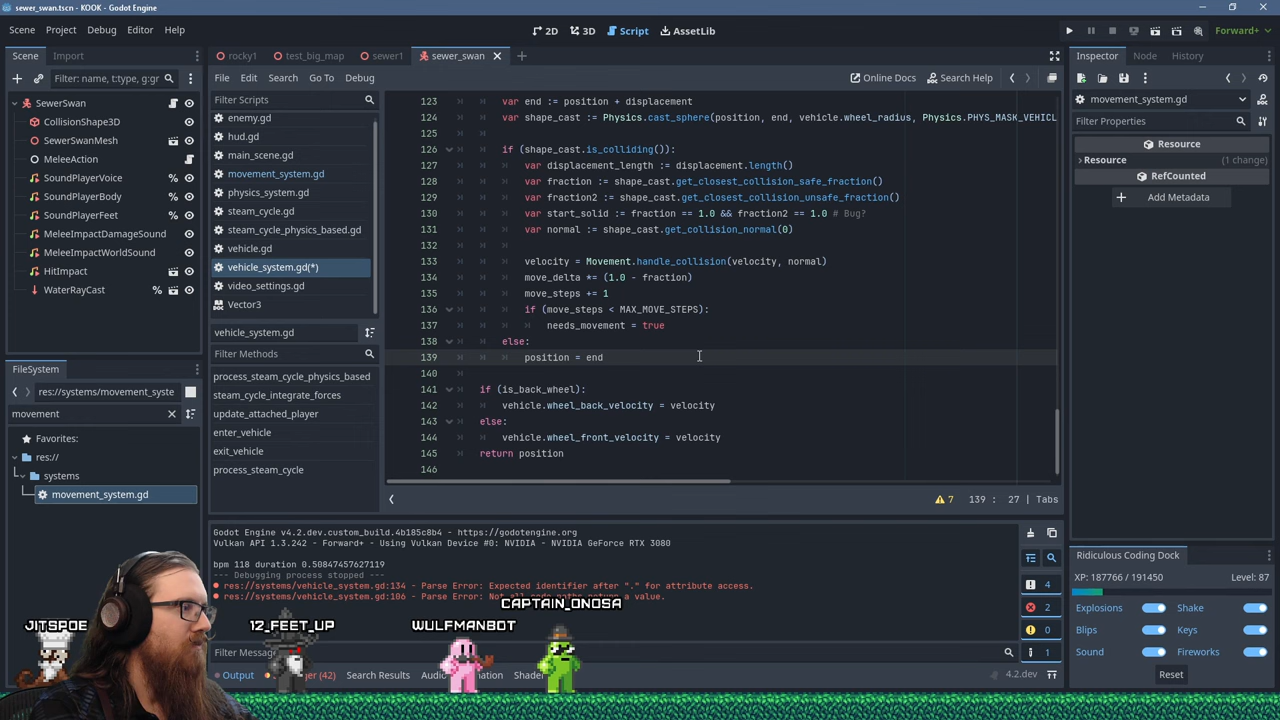 sewer_swan.tscn - KOOK - Godot Engine
Scene Project Debug Editor Help
2D 3D Script AssetLib
Forward+
Scene Import
Filter: name, t:type, g:gr
SewerSwan
CollisionShape3D
SewerSwanMesh
MeleeAction
SoundPlayerVoice
SoundPlayerBody
SoundPlayerFeet
MeleeImpactDamageSound
MeleeImpactWorldSound
HitImpact
WaterRayCast
FileSystem
res://systems/movement_syste
movement
Favorites:
res://
systems
movement_system.gd
rocky1 test_big_map sewer1 sewer_swan
File Edit Search Go To Debug
Online Docs Search Help
Filter Scripts
enemy.gd
hud.gd
main_scene.gd
movement_system.gd
physics_system.gd
steam_cycle.gd
steam_cycle_physics_based.gd
vehicle.gd
vehicle_system.gd(*)
video_settings.gd
Vector3
vehicle_system.gd
Filter Methods
process_steam_cycle_physics_based
steam_cycle_integrate_forces
update_attached_player
enter_vehicle
exit_vehicle
process_steam_cycle
123 var end := position + displacement
124 var shape_cast := Physics.cast_sphere(position, end, vehicle.wheel_radius, Physics.PHYS_MASK_VEHICL
125
126 if (shape_cast.is_colliding()):
127 var displacement_length := displacement.length()
128 var fraction := shape_cast.get_closest_collision_safe_fraction()
129 var fraction2 := shape_cast.get_closest_collision_unsafe_fraction()
130 var start_solid := fraction == 1.0 && fraction2 == 1.0 # Bug?
131 var normal := shape_cast.get_collision_normal(0)
132
133 velocity = Movement.handle_collision(velocity, normal)
134 move_delta *= (1.0 - fraction)
135 move_steps += 1
136 if (move_steps < MAX_MOVE_STEPS):
137 needs_movement = true
138 else:
139 position = end
140
141 if (is_back_wheel):
142 vehicle.wheel_back_velocity = velocity
143 else:
144 vehicle.wheel_front_velocity = velocity
145 return position
146
7 139 : 27 | Tabs
Godot Engine v4.2.dev.custom_build.4b185c8b4 - https://godotengine.org
Vulkan API 1.3.242 - Forward+ - Using Vulkan Device #0: NVIDIA - NVIDIA GeForce RTX 3080
bpm 118 duration 0.50847457627119
--- Debugging process stopped ---
res://systems/vehicle_system.gd:134 - Parse Error: Expected identifier after "." for attribute access.
res://systems/vehicle_system.gd:106 - Parse Error: Not all code paths return a value.
4
2
0
1
Filter Messa
Output (42) Search Results Shader
4.2.dev
Inspector Node History
movement_system.gd
Filter Properties
Resource
Resource (1 change)
RefCounted
Add Metadata
Ridiculous Coding Dock
XP: 187766 / 191450 Level: 87
Explosions Shake
Blips Keys
Sound Fireworks
Reset
JITSPOE 12_FEET_UP WULFMANBOT CAPTAIN_ONOSA